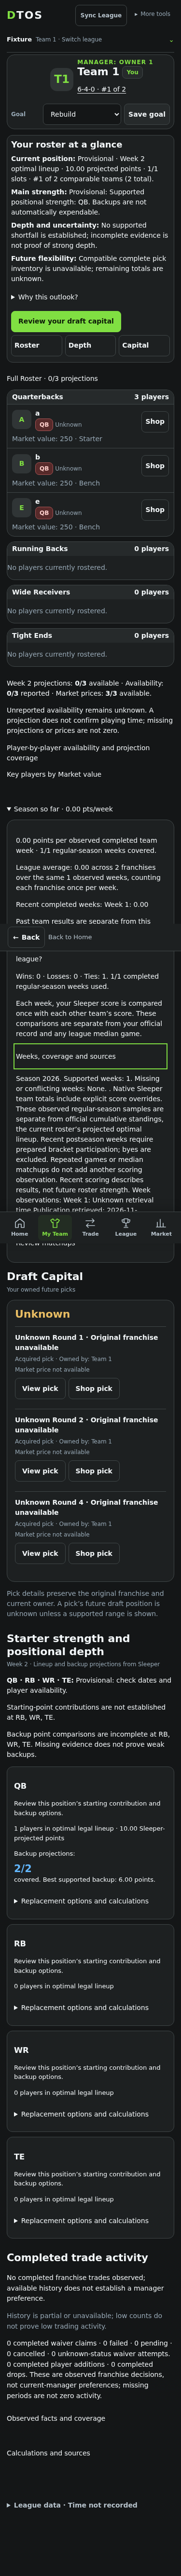 DTOS
Sync League
▸ More tools
Fixture Team 1 · Switch league
MANAGER: OWNER 1
T1
Team 1 You
6-4-0 · #1 of 2
Goal
Rebuild
Save goal
Your roster at a glance
Current position: Provisional · Week 2
optimal lineup · 10.00 projected points · 1/1
slots · #1 of 2 comparable teams (2 total).
Main strength: Provisional: Supported
positional strength: QB. Backups are not
automatically expendable.
Depth and uncertainty: No supported
shortfall is established; incomplete evidence is
not proof of strong depth.
Future flexibility: Compatible complete pick
inventory is unavailable; remaining totals are
unknown.
▸ Why this outlook?
Review your draft capital
Roster
Depth
Capital
Full Roster · 0/3 projections
Quarterbacks
3 players
A
a
QB Unknown
Shop
Market value: 250 · Starter
B
b
QB Unknown
Shop
Market value: 250 · Bench
E
e
QB Unknown
Shop
Market value: 250 · Bench
Running Backs
0 players
No players currently rostered.
Wide Receivers
0 players
No players currently rostered.
Tight Ends
0 players
No players currently rostered.
Week 2 projections: 0/3 available · Availability:
0/3 reported · Market prices: 3/3 available.
Unreported availability remains unknown. A
projection does not confirm playing time; missing
projections or prices are not zero.
Player-by-player availability and projection
coverage
Key players by Market value
▾ Season so far · 0.00 pts/week
0.00 points per observed completed team
week · 1/1 regular-season weeks covered.
League average: 0.00 across 2 franchises
over the same 1 observed weeks, counting
each franchise once per week.
Recent completed weeks: Week 1: 0.00
Past team results are separate from this
← Back
Back to Home
league?
Wins: 0 · Losses: 0 · Ties: 1. 1/1 completed
regular-season weeks used.
Each week, your Sleeper score is compared
once with each other team's score. These
comparisons are separate from your official
record and any league median game.
Weeks, coverage and sources
Season 2026. Supported weeks: 1. Missing
or conflicting weeks: None. . Native Sleeper
team totals include explicit score overrides.
These observed regular-season samples are
separate from official cumulative standings,
the current roster's projected optimal
lineup. Recent postseason weeks require
prepared bracket participation; byes are
excluded. Repeated games or median
matchups do not add duplicate scoring
observations. Recent scoring describes
results, not future roster strength. Week
observations: Week 1: Unknown retrieval
Home
My Team
Trade
League
Market
Draft Capital
Your owned future picks
Unknown
Unknown Round 1 · Original franchise
unavailable
Acquired pick · Owned by: Team 1
Market price not available
View pick
Shop pick
Unknown Round 2 · Original franchise
unavailable
Acquired pick · Owned by: Team 1
Market price not available
View pick
Shop pick
Unknown Round 4 · Original franchise
unavailable
Acquired pick · Owned by: Team 1
Market price not available
View pick
Shop pick
Pick details preserve the original franchise and
current owner. A pick's future draft position is
unknown unless a supported range is shown.
Starter strength and
positional depth
Week 2 · Lineup and backup projections from Sleeper
QB · RB · WR · TE: Provisional: check dates and
player availability.
Starting-point contributions are not established
at RB, WR, TE.
Backup point comparisons are incomplete at RB,
WR, TE. Missing evidence does not prove weak
backups.
QB
Review this position's starting contribution and
backup options.
1 players in optimal legal lineup · 10.00 Sleeper-
projected points
Backup projections:
2/2
covered. Best supported backup: 6.00 points.
▸ Replacement options and calculations
RB
Review this position's starting contribution and
backup options.
0 players in optimal legal lineup
▸ Replacement options and calculations
WR
Review this position's starting contribution and
backup options.
0 players in optimal legal lineup
▸ Replacement options and calculations
TE
Review this position's starting contribution and
backup options.
0 players in optimal legal lineup
▸ Replacement options and calculations
Completed trade activity
No completed franchise trades observed;
available history does not establish a manager
preference.
History is partial or unavailable; low counts do
not prove low trading activity.
0 completed waiver claims · 0 failed · 0 pending ·
0 cancelled · 0 unknown-status waiver attempts.
0 completed player additions · 0 completed
drops. These are observed franchise decisions,
not current-manager preferences; missing
periods are not zero activity.
Observed facts and coverage
Calculations and sources
▸ League data · Time not recorded